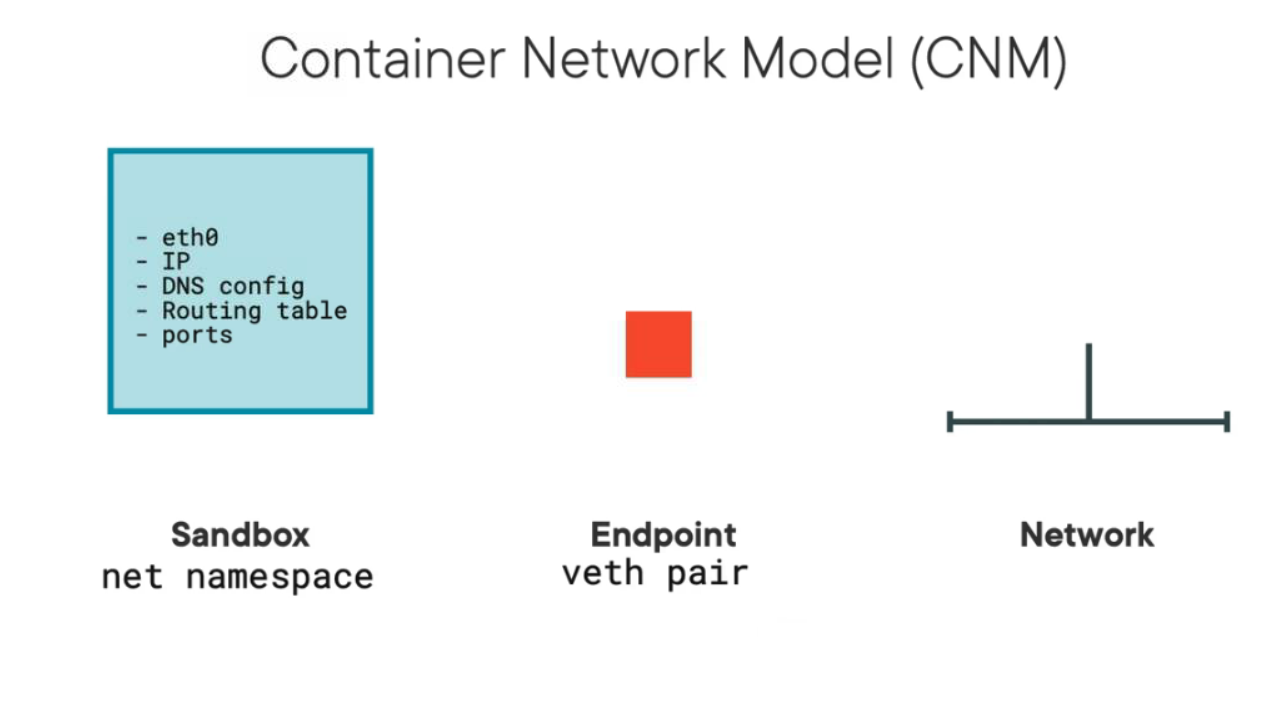 Container Network Model (CNM)
- eth0
- IP
- DNS config
- Routing table
- ports
Sandbox
net namespace
Endpoint
veth pair
Network